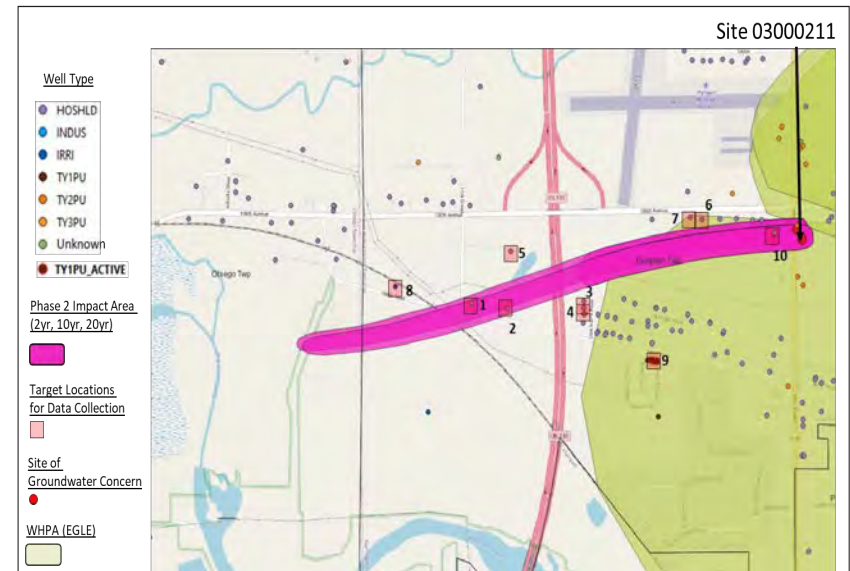 Site 03000211
Well Type
HOSHLD
INDUS
IRRI
TY1PU
TY2PU
TY3PU
Unknown
TY1PU_ACTIVE
Phase 2 Impact Area
(2yr, 10yr, 20yr)
Target Locations
for Data Collection
Site of
Groundwater Concern
WHPA (EGLE)
7
6
10
5
Otsego Twp
8
1
2
3
4
9